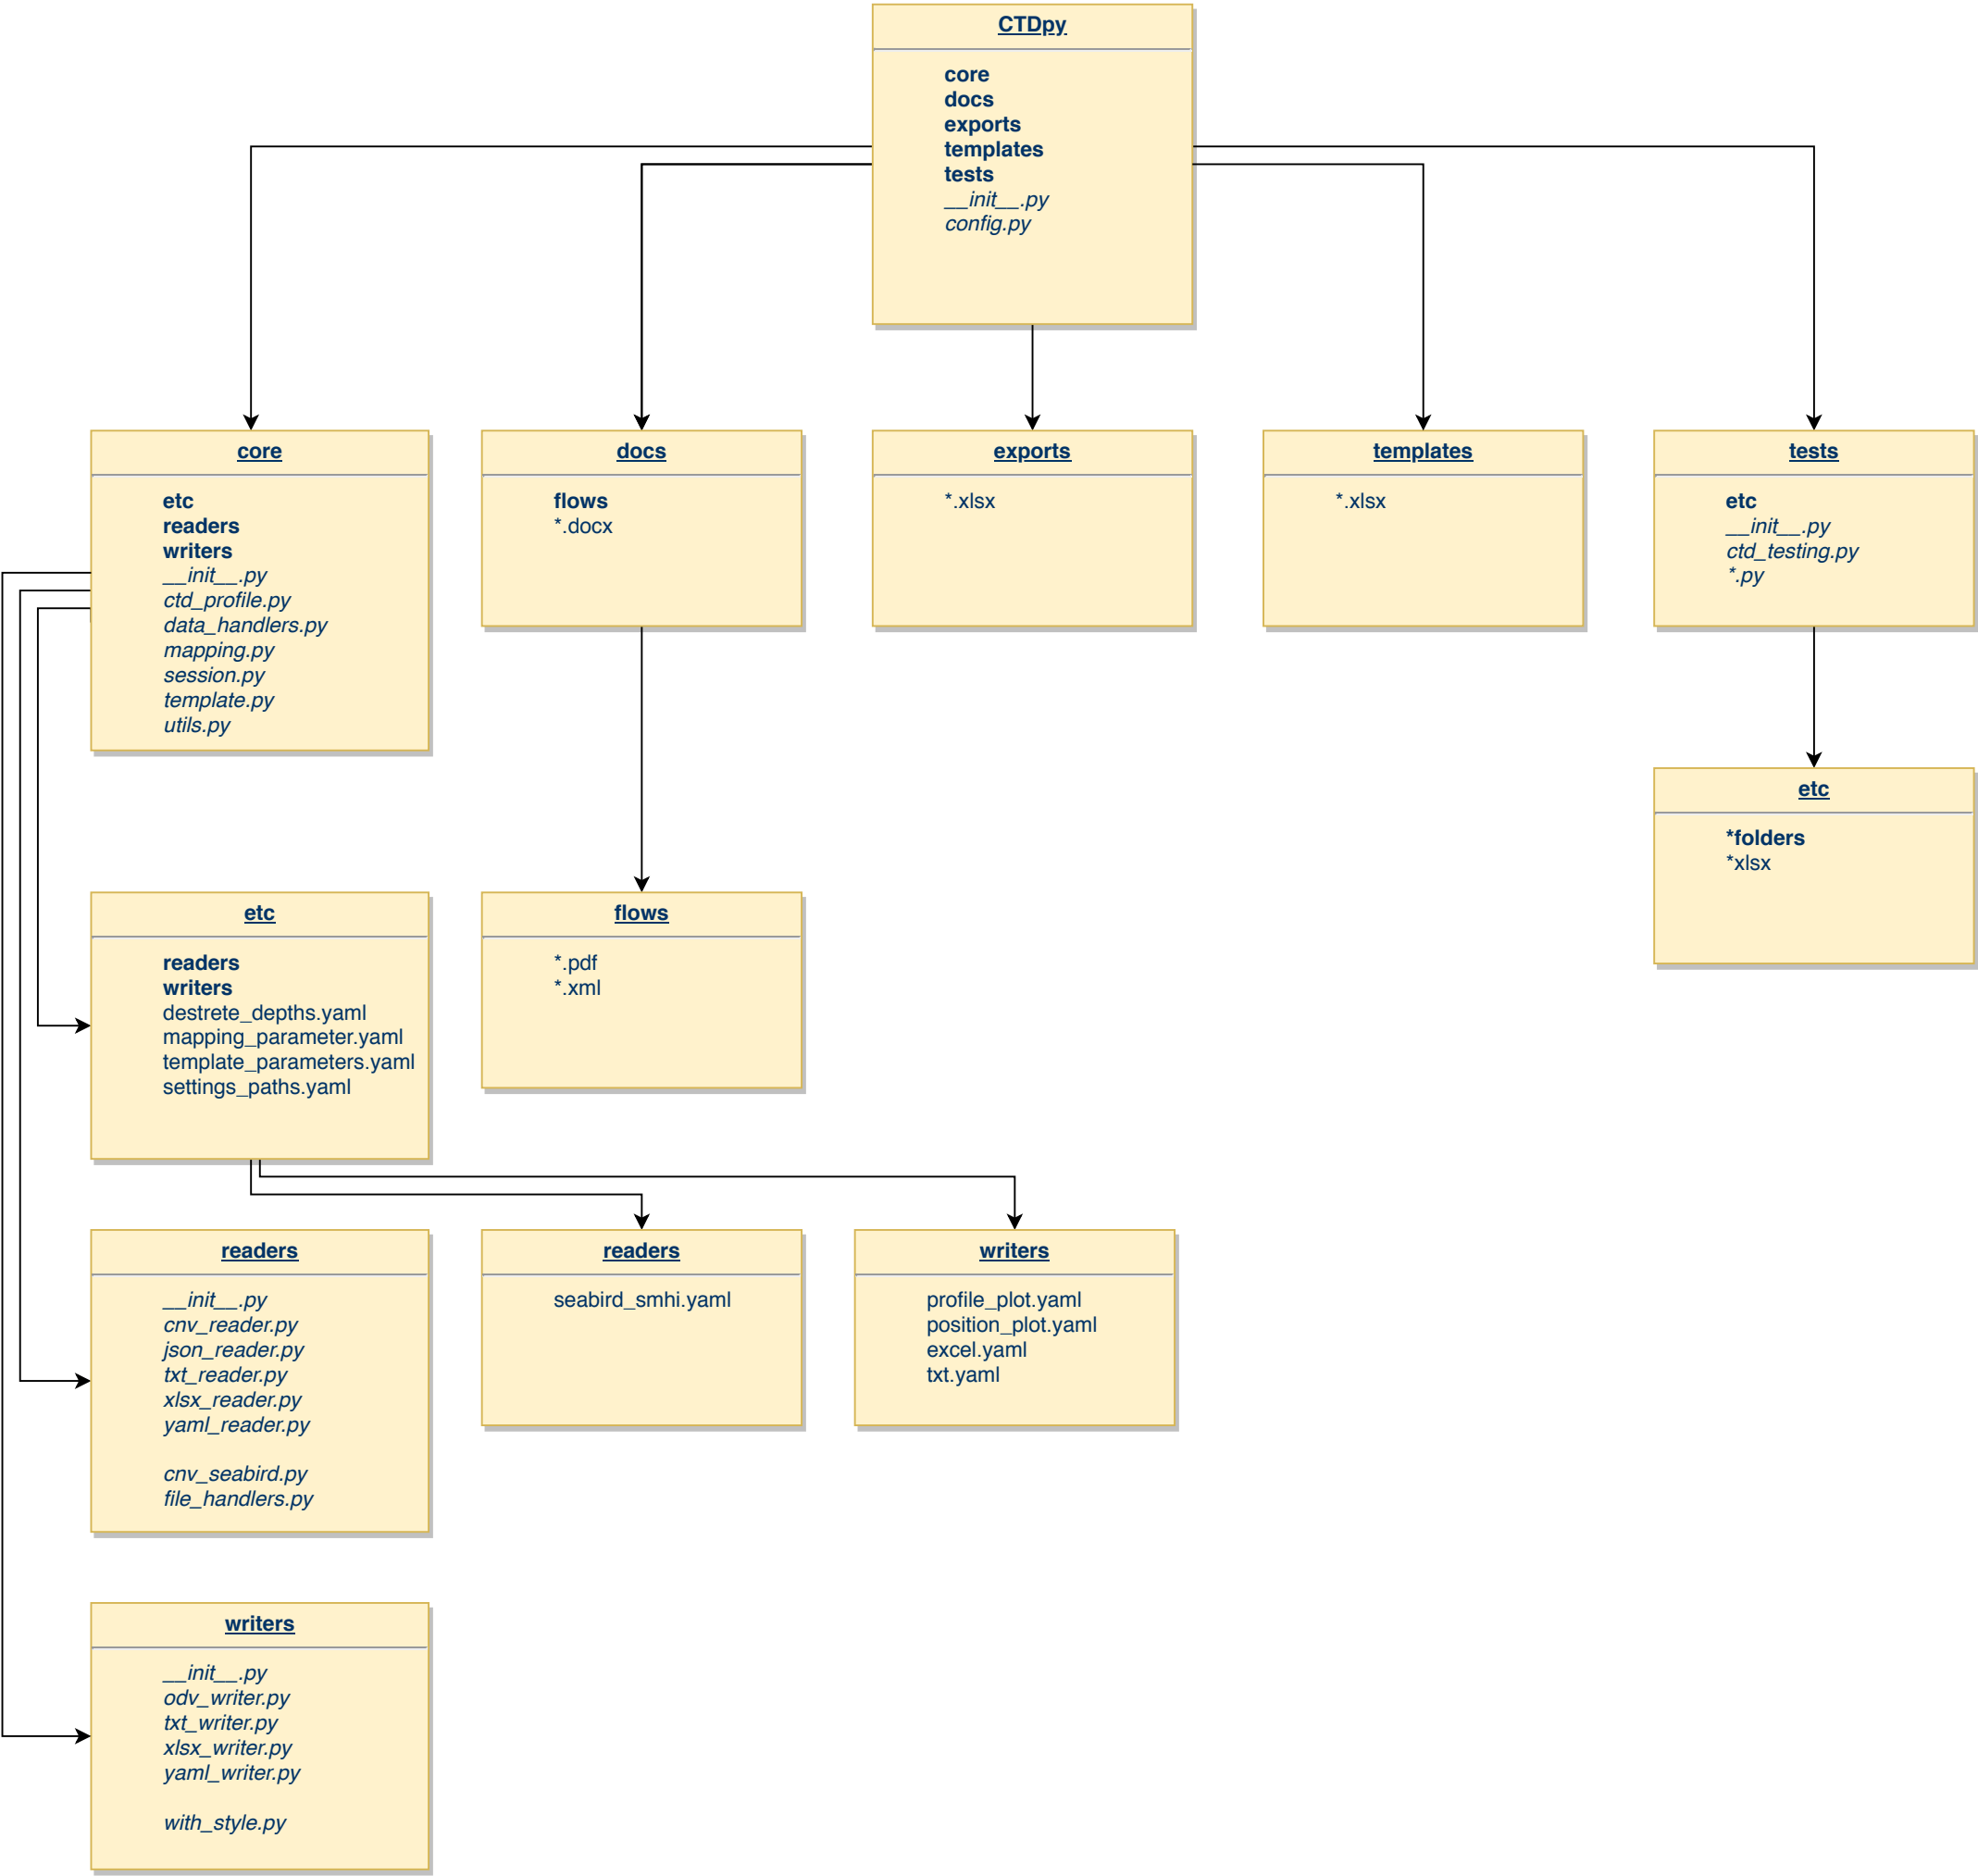 CTDpy
core
docs
exports
templates
tests
__init__.py
config.py
core
etc
readers
writers
__init__.py
ctd_profile.py
data_handlers.py
mapping.py
session.py
template.py
utils.py
docs
flows
*.docx
exports
*.xlsx
templates
*.xlsx
tests
etc
__init__.py
ctd_testing.py
*.py
etc
*folders
*xlsx
etc
readers
writers
destrete_depths.yaml
mapping_parameter.yaml
template_parameters.yaml
settings_paths.yaml
flows
*.pdf
*.xml
readers
__init__.py
cnv_reader.py
json_reader.py
txt_reader.py
xlsx_reader.py
yaml_reader.py
cnv_seabird.py
file_handlers.py
readers
seabird_smhi.yaml
writers
profile_plot.yaml
position_plot.yaml
excel.yaml
txt.yaml
writers
__init__.py
odv_writer.py
txt_writer.py
xlsx_writer.py
yaml_writer.py
with_style.py